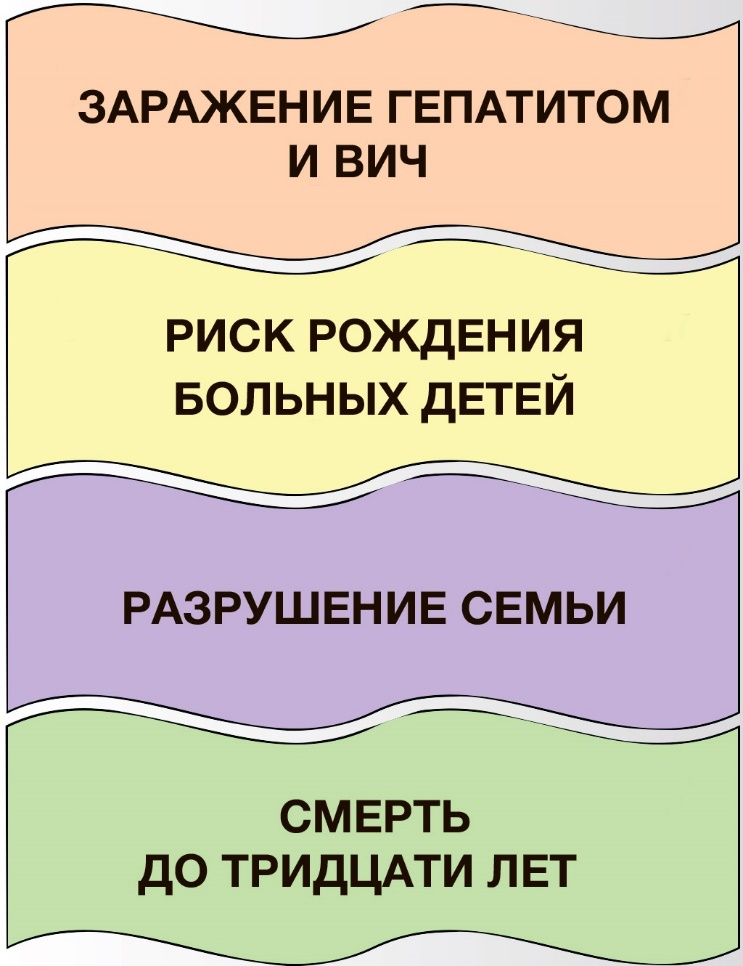 ЗАРАЖЕНИЕ ГЕПАТИТОМ
И ВИЧ
РИСК РОЖДЕНИЯ
БОЛЬНЫХ ДЕТЕЙ
РАЗРУШЕНИЕ СЕМЬИ
СМЕРТЬ
ДО ТРИДЦАТИ ЛЕТ